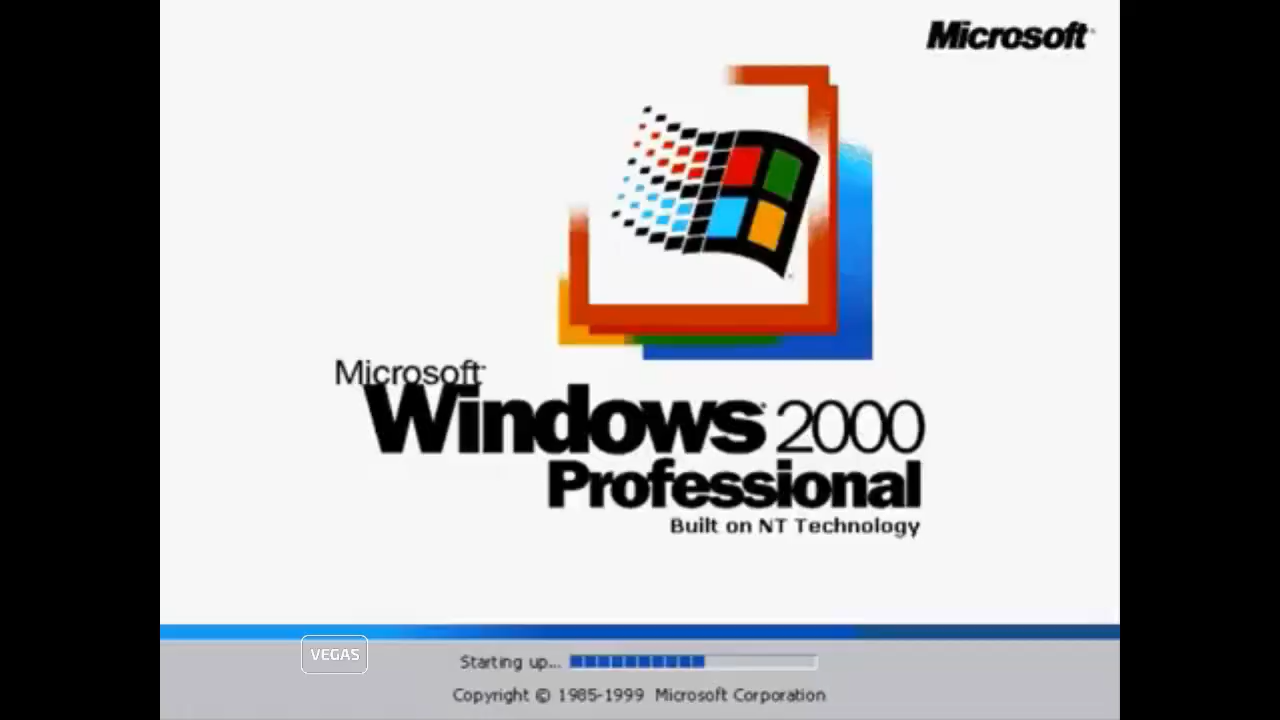 Microsoft
Microsoft
Windows 2000
Professional
Built on NT Technology
VEGAS
Starting up...
Copyright © 1985-1999 Microsoft Corporation